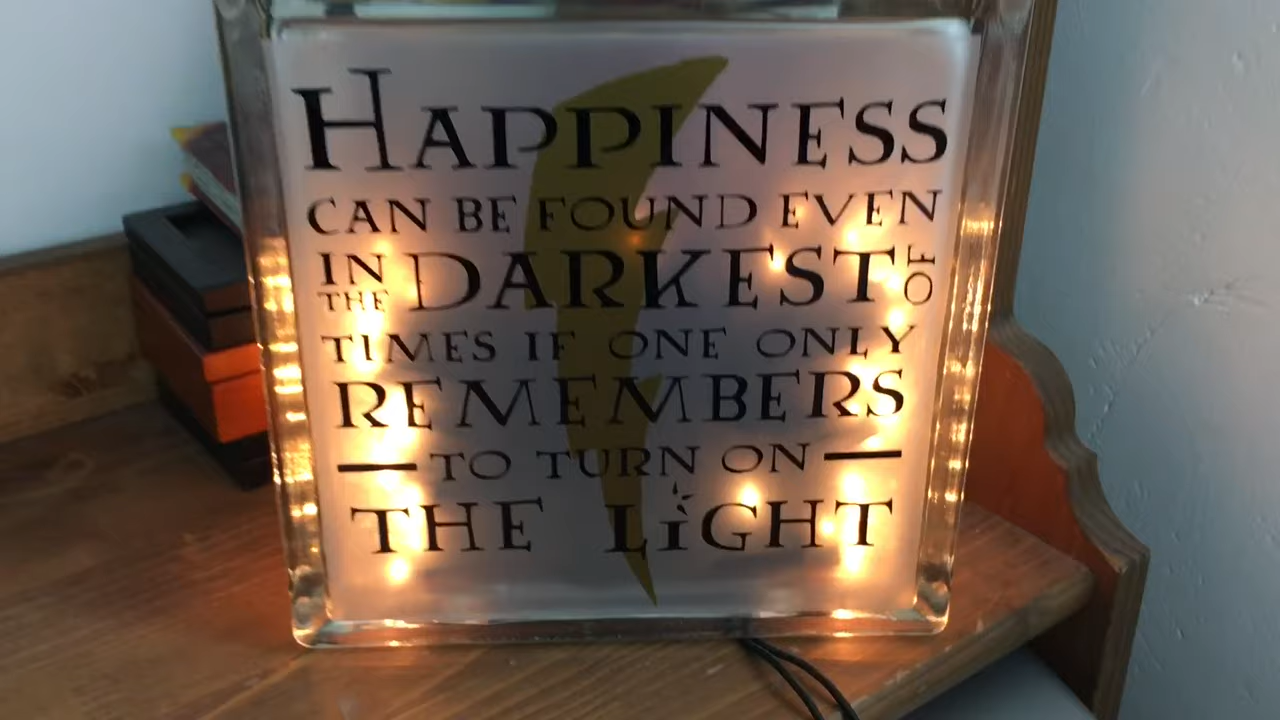 HAPPINESS
CAN BE FOUND EVEN
IN THE DARKEST OF
TIMES IF ONE ONLY
REMEMBERS
TO TURN ON
THE LiGHT